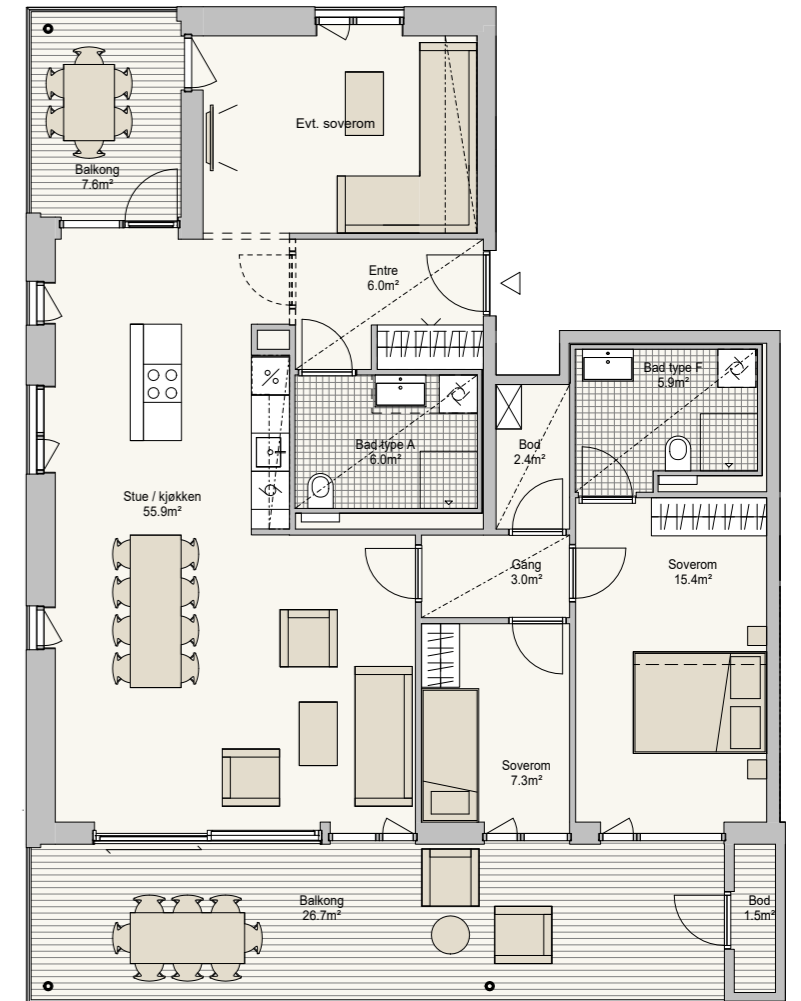 Evt. soverom
Balkong
7.6m²
Entre
6.0m²
Bad type F
5.9m²
Bad type A
6.0m²
Bod
2.4m²
Stue / kjøkken
55.9m²
Gang
3.0m²
Soverom
15.4m²
Soverom
7.3m²
Balkong
26.7m²
Bod
1.5m²